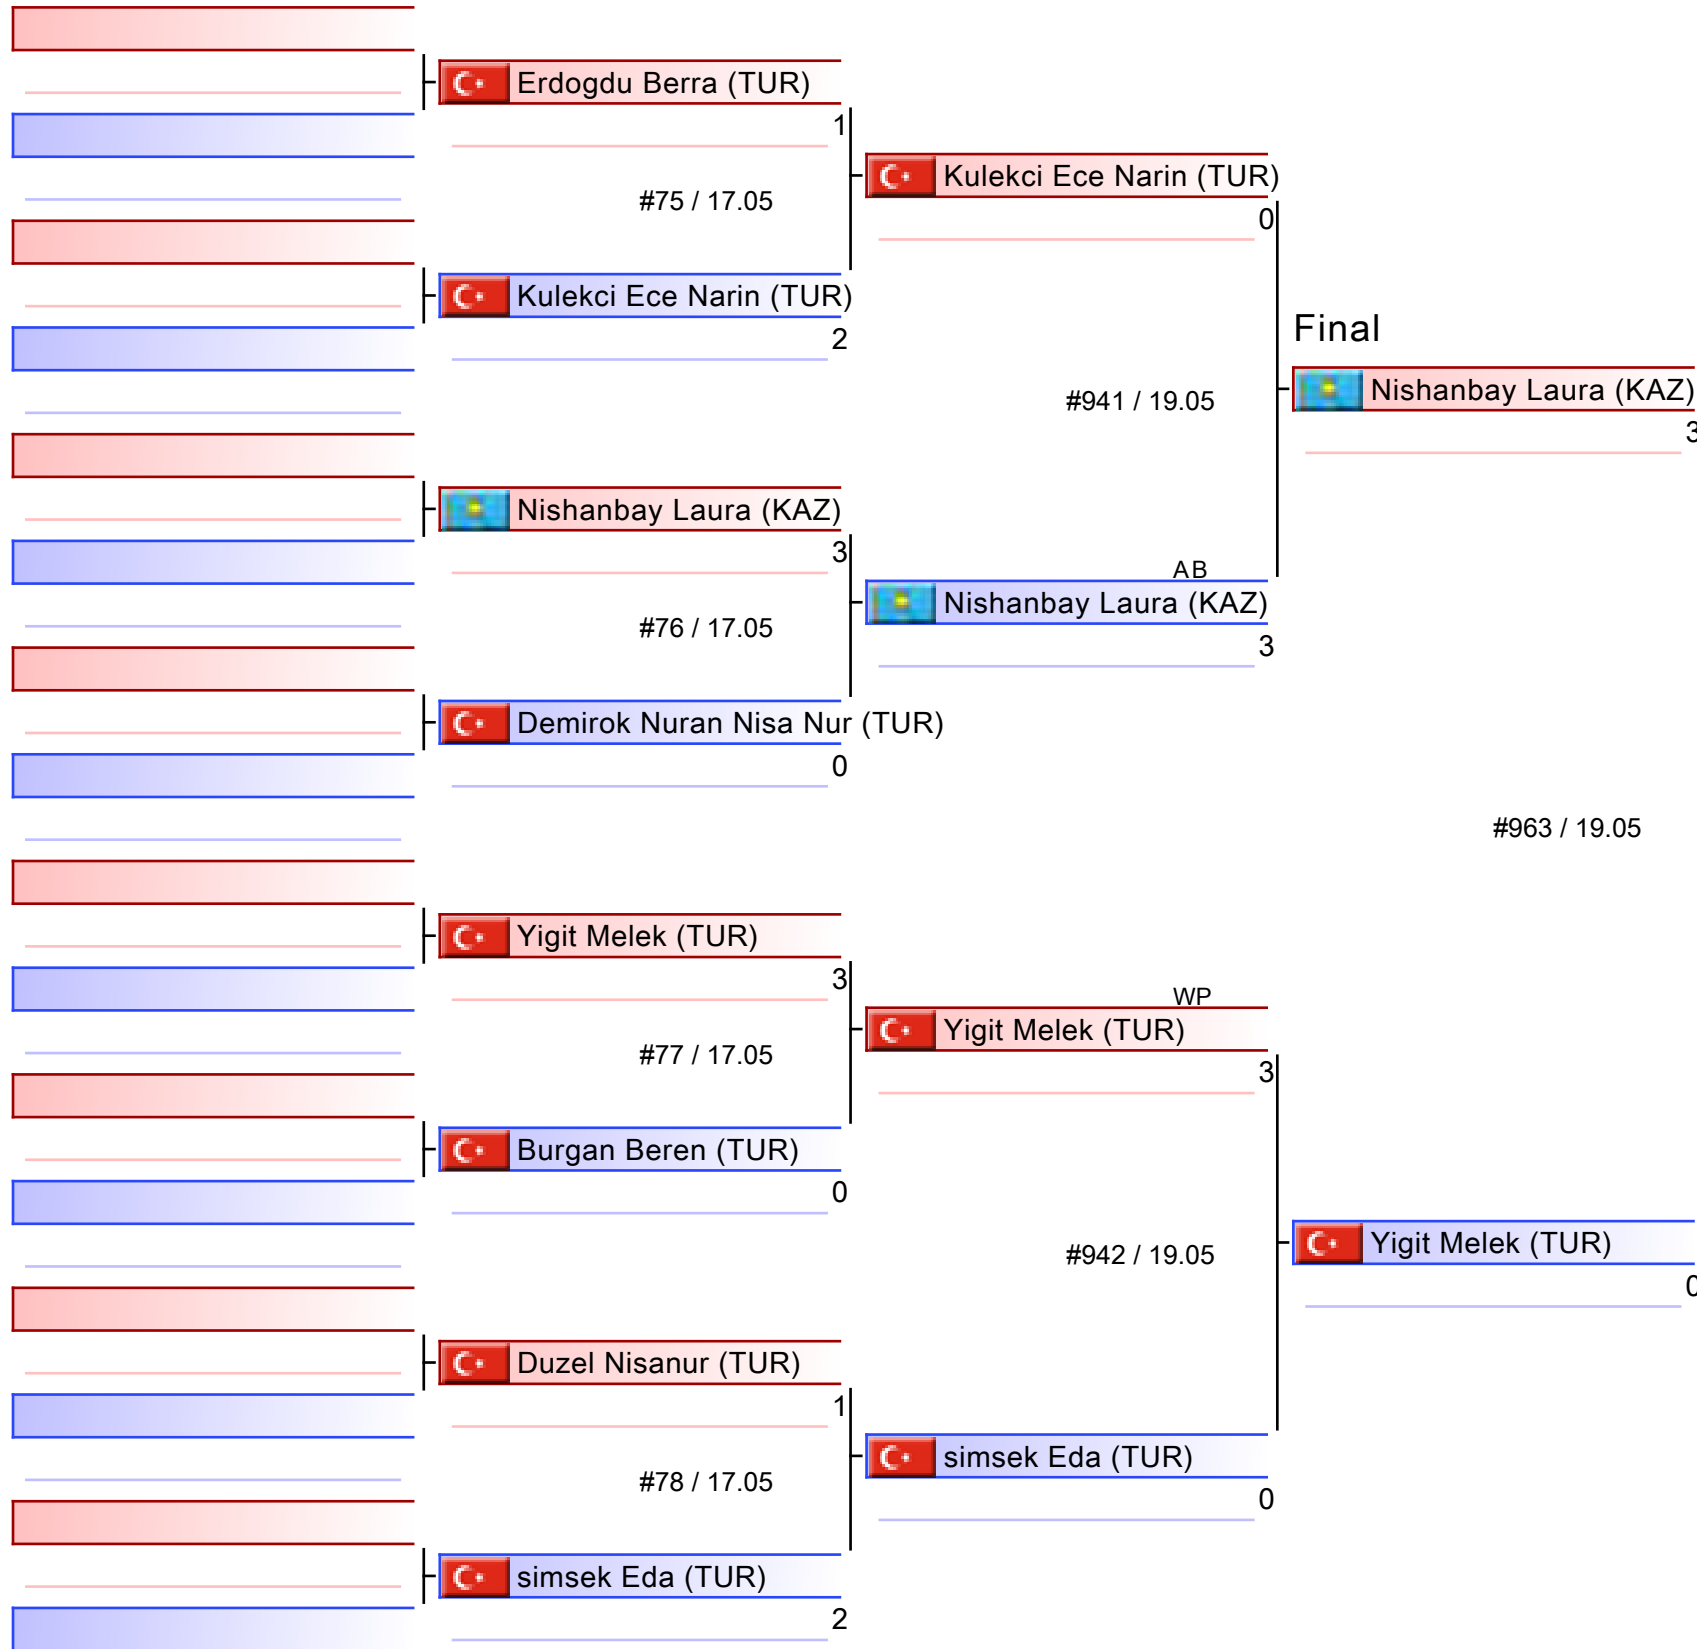 Erdogdu Berra (TUR)
1
#75 / 17.05
Kulekci Ece Narin (TUR)
2
Nishanbay Laura (KAZ)
3
#76 / 17.05
Demirok Nuran Nisa Nur (TUR)
0
Yigit Melek (TUR)
3
#77 / 17.05
Burgan Beren (TUR)
0
Duzel Nisanur (TUR)
1
#78 / 17.05
simsek Eda (TUR)
2
Kulekci Ece Narin (TUR)
0
#941 / 19.05
AB
Nishanbay Laura (KAZ)
3
WP
Yigit Melek (TUR)
3
#942 / 19.05
simsek Eda (TUR)
0
Final
Nishanbay Laura (KAZ)
3
#963 / 19.05
Yigit Melek (TUR)
0